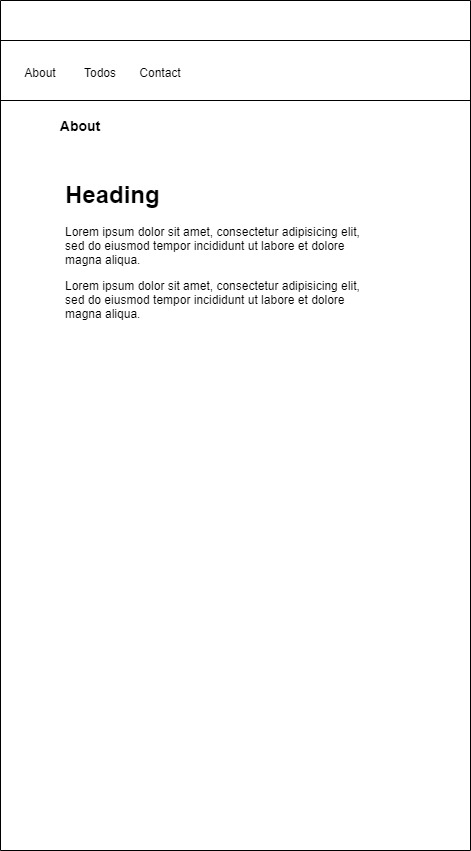 About Todos Contact
About
Heading
Lorem ipsum dolor sit amet, consectetur adipisicing elit,
sed do eiusmod tempor incididunt ut labore et dolore
magna aliqua.
Lorem ipsum dolor sit amet, consectetur adipisicing elit,
sed do eiusmod tempor incididunt ut labore et dolore
magna aliqua.